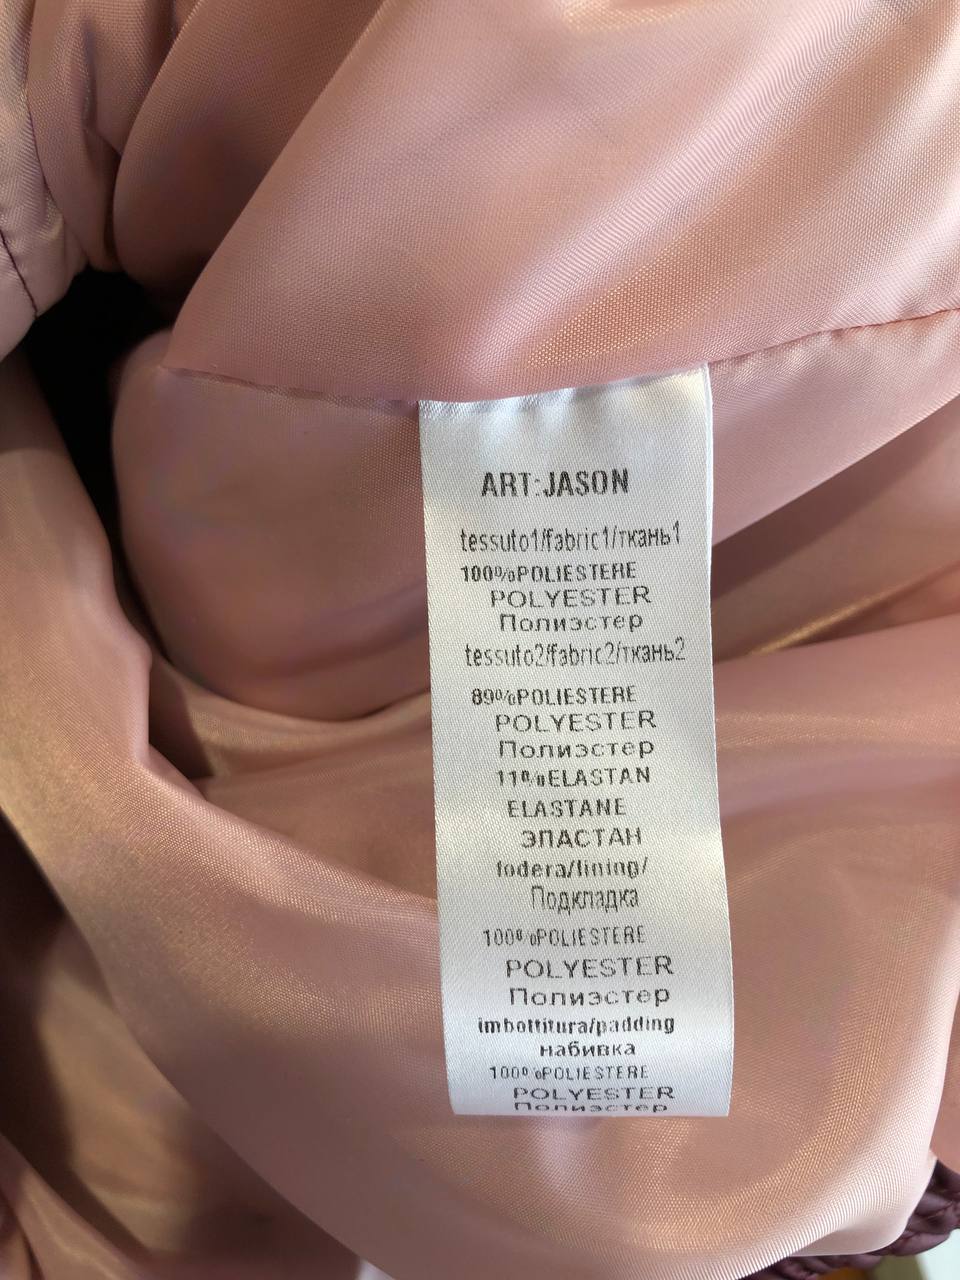 ART:JASON
tessuto1/fabric1/ткань1
100%POLIESTERE
POLYESTER
Полиэстер
tessuto2/fabric2/ткань2
89%POLIESTERE
POLYESTER
Полиэстер
11%ELASTAN
ELASTANE
ЭЛАСТАН
fodera/lining/
Подкладка
100%POLIESTERE
POLYESTER
Полиэстер
imbottitura/padding
набивка
100%POLIESTERE
POLYESTER
Полиэстер